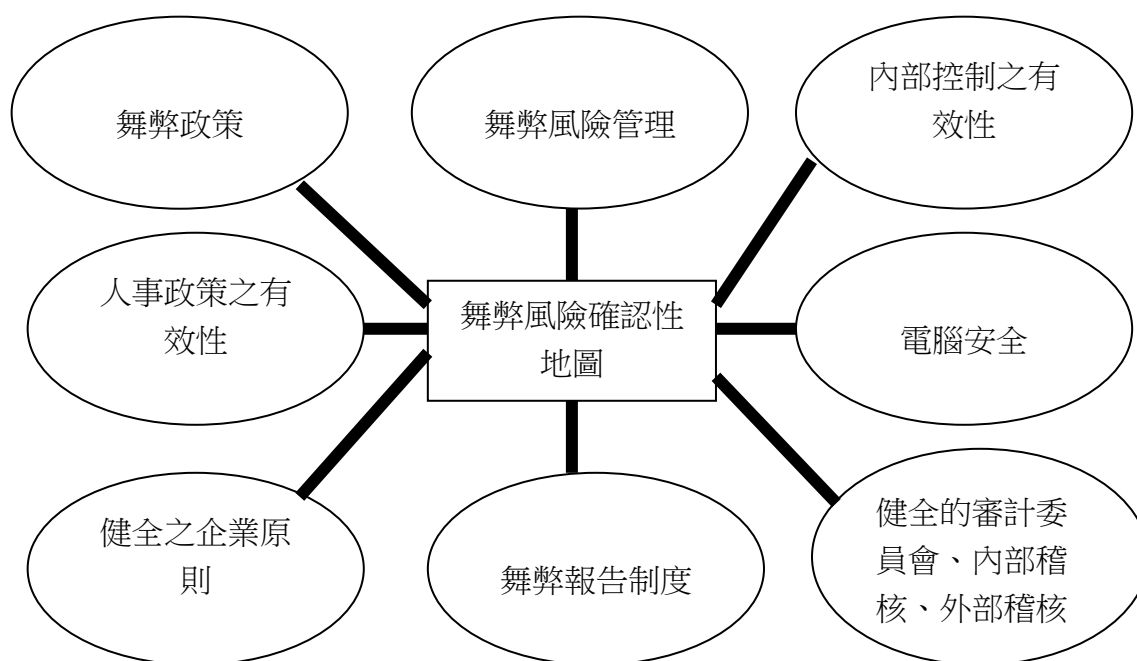 舞弊政策
舞弊風險管理
內部控制之有
效性
人事政策之有
效性
舞弊風險確認性
地圖
電腦安全
健全之企業原
則
舞弊報告制度
健全的審計委
員會、內部稽
核、外部稽核